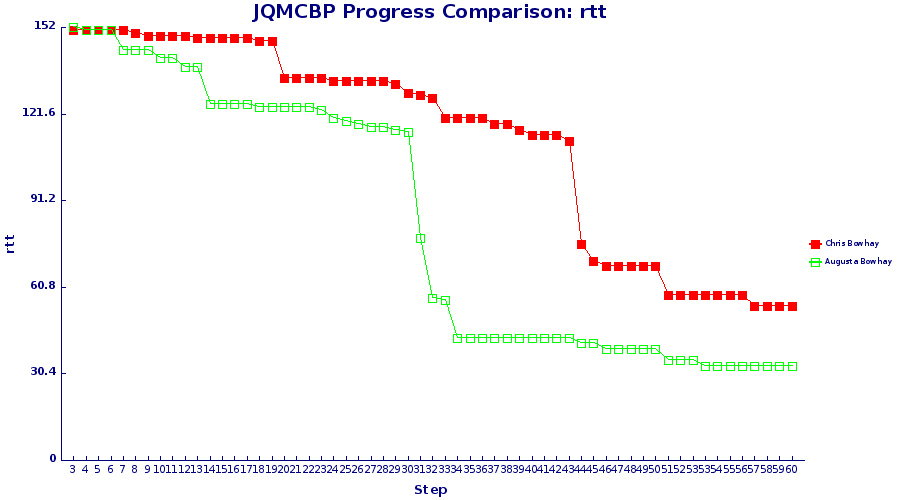 JQMCBP Progress Comparison: rtt
152
121.6
91.2
60.8
30.4
0
rtt
3 4 5 6 7 8 9 10 11 12 13 14 15 16 17 18 19 20 21 22 23 24 25 26 27 28 29 30 31 32 33 34 35 36 37 38 39 40 41 42 43 44 45 46 47 48 49 50 51 52 53 54 55 56 57 58 59 60
Step
Chris Bowhay
Augusta Bowhay